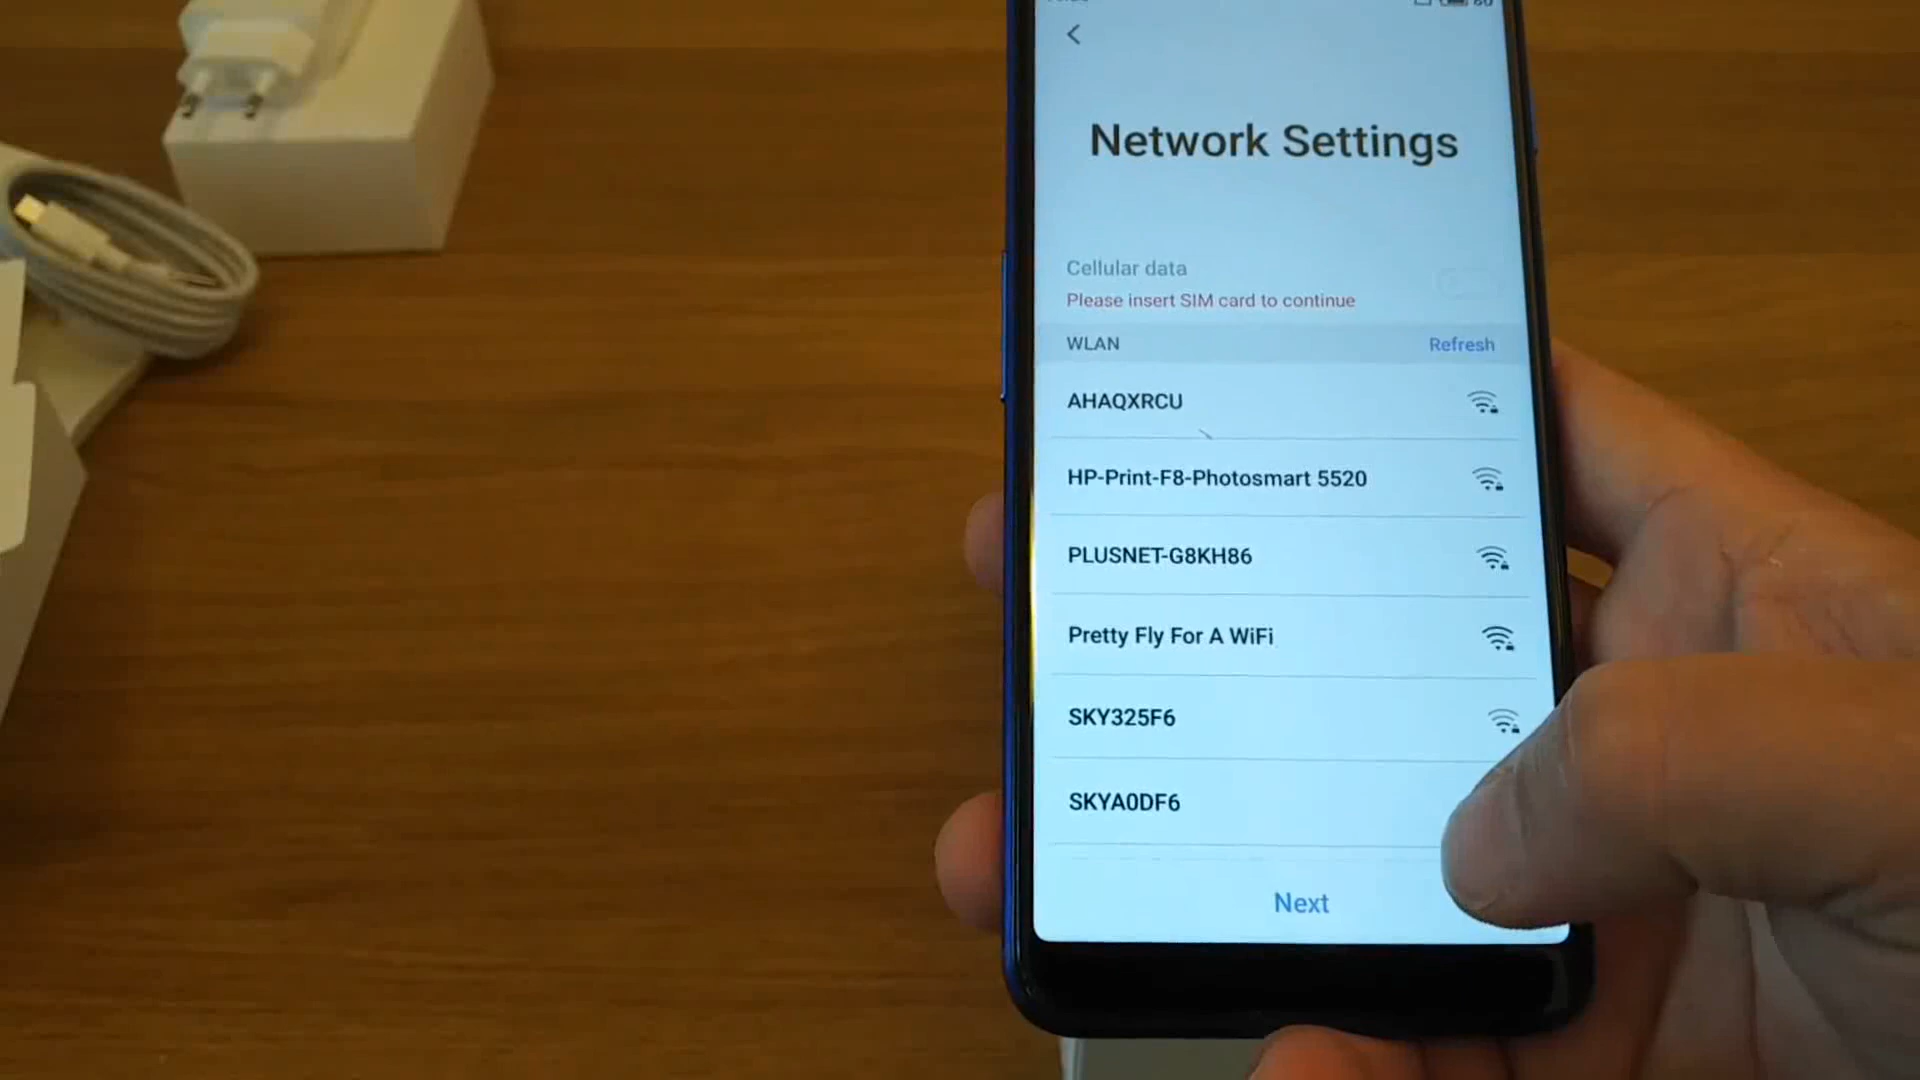 Network Settings
Cellular data
Please insert SIM card to continue
WLAN Refresh
AHAQXRCU
HP-Print-F8-Photosmart 5520
PLUSNET-G8KH86
Pretty Fly For A WiFi
SKY325F6
SKYA0DF6
Next